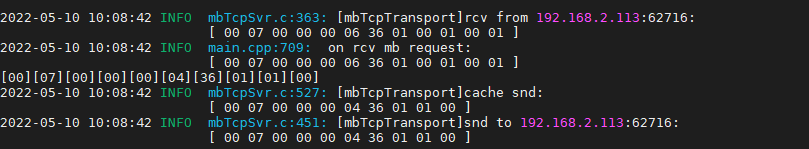 2022-05-10 10:08:42 INFO  mbTcpSvr.c:363: [mbTcpTransport]rcv from 192.168.2.113:62716:
[ 00 07 00 00 00 06 36 01 00 01 00 01 ]
2022-05-10 10:08:42 INFO  main.cpp:709:  on rcv mb request:
[ 00 07 00 00 00 06 36 01 00 01 00 01 ]
[00][07][00][00][00][04][36][01][01][00]
2022-05-10 10:08:42 INFO  mbTcpSvr.c:527: [mbTcpTransport]cache snd:
[ 00 07 00 00 00 04 36 01 01 00 ]
2022-05-10 10:08:42 INFO  mbTcpSvr.c:451: [mbTcpTransport]snd to 192.168.2.113:62716:
[ 00 07 00 00 00 04 36 01 01 00 ]